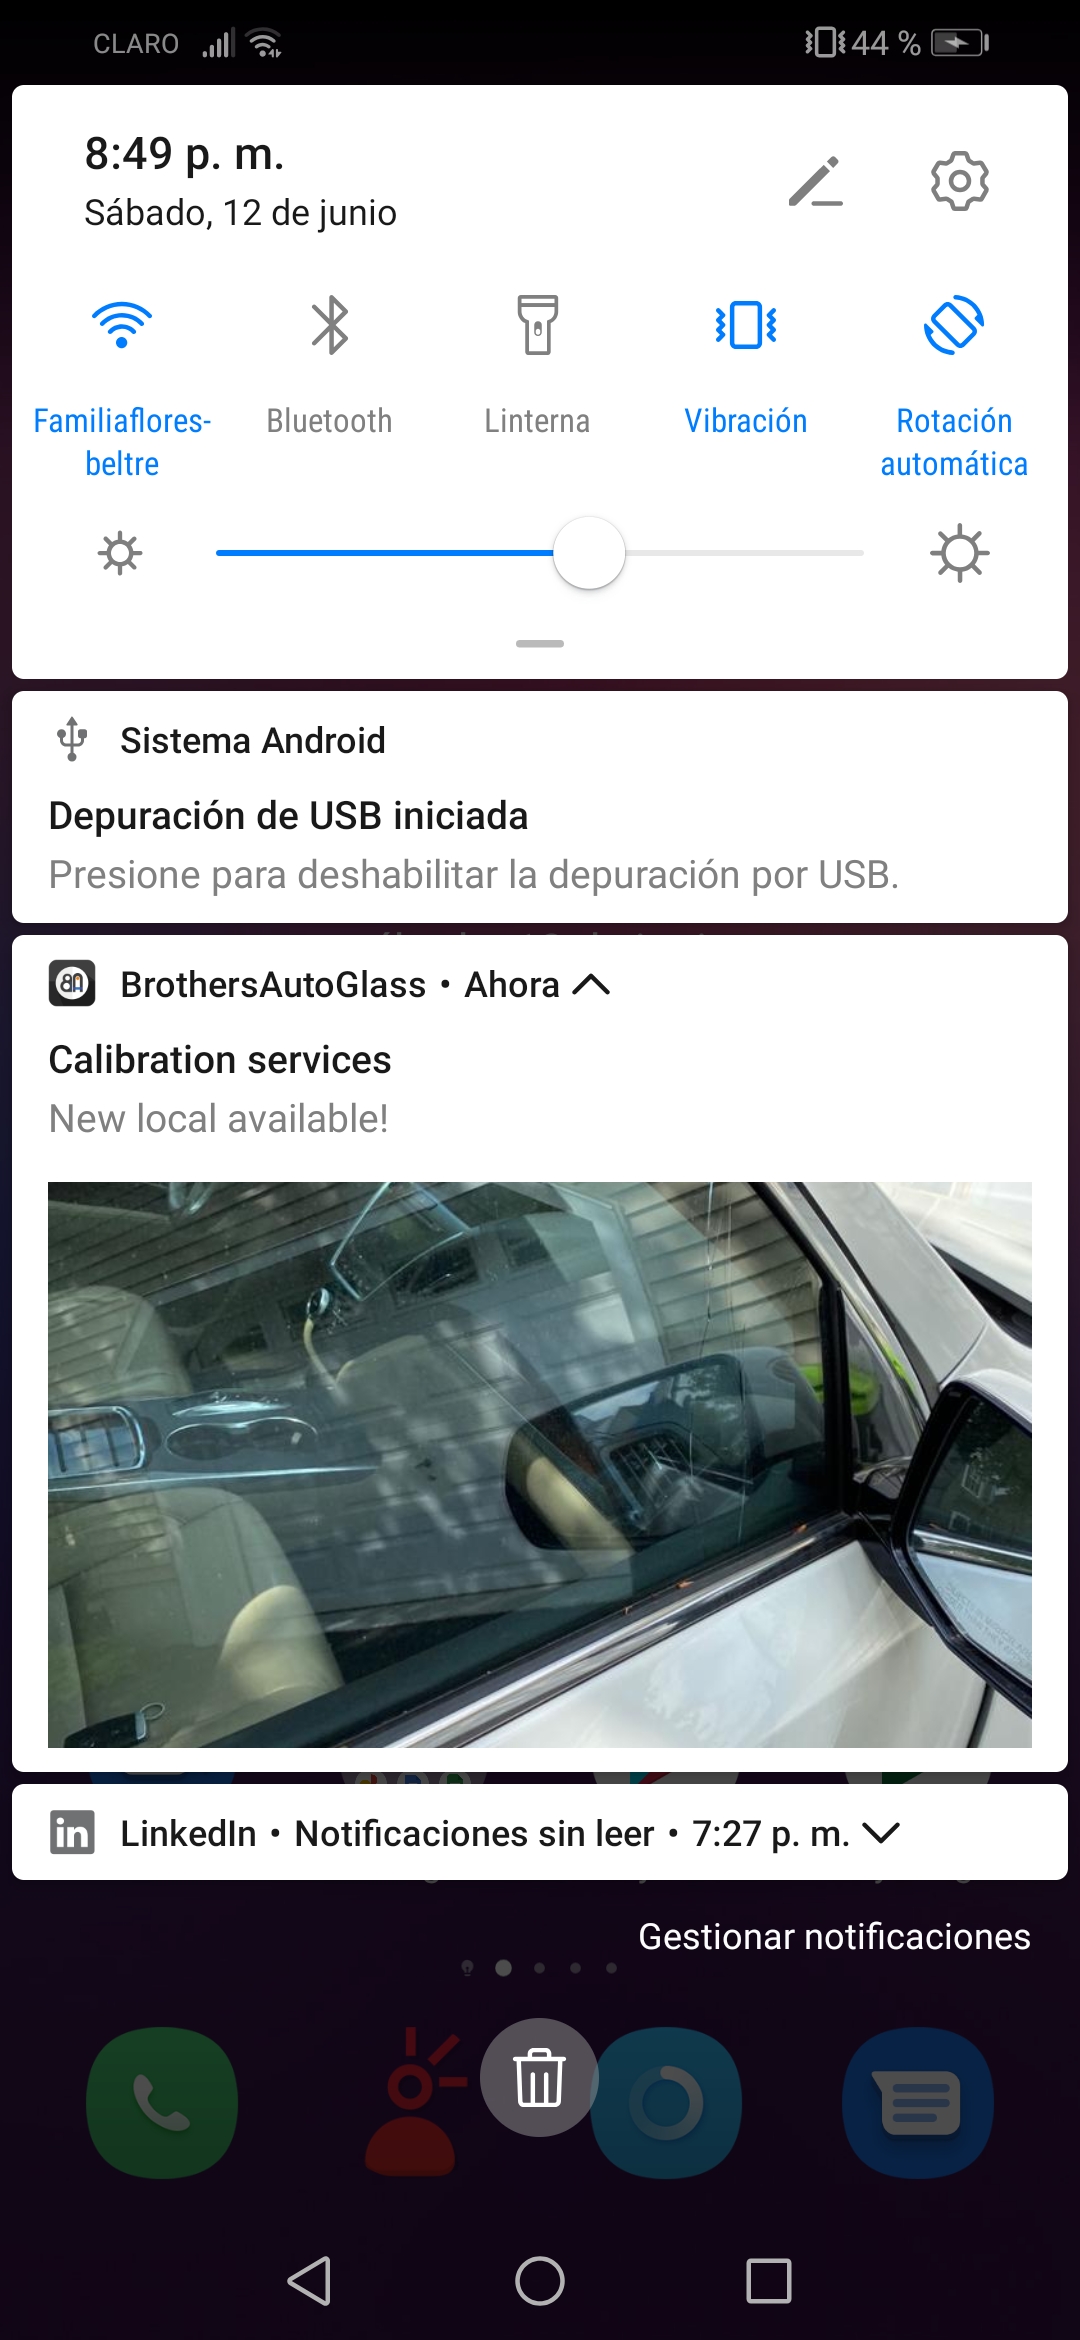 CLARO 44 %
8:49 p. m.
Sábado, 12 de junio
Familiaflores-
beltre
Bluetooth
Linterna
Vibración
Rotación
automática
Sistema Android
Depuración de USB iniciada
Presione para deshabilitar la depuración por USB.
BrothersAutoGlass • Ahora
Calibration services
New local available!
in LinkedIn • Notificaciones sin leer • 7:27 p. m.
Gestionar notificaciones